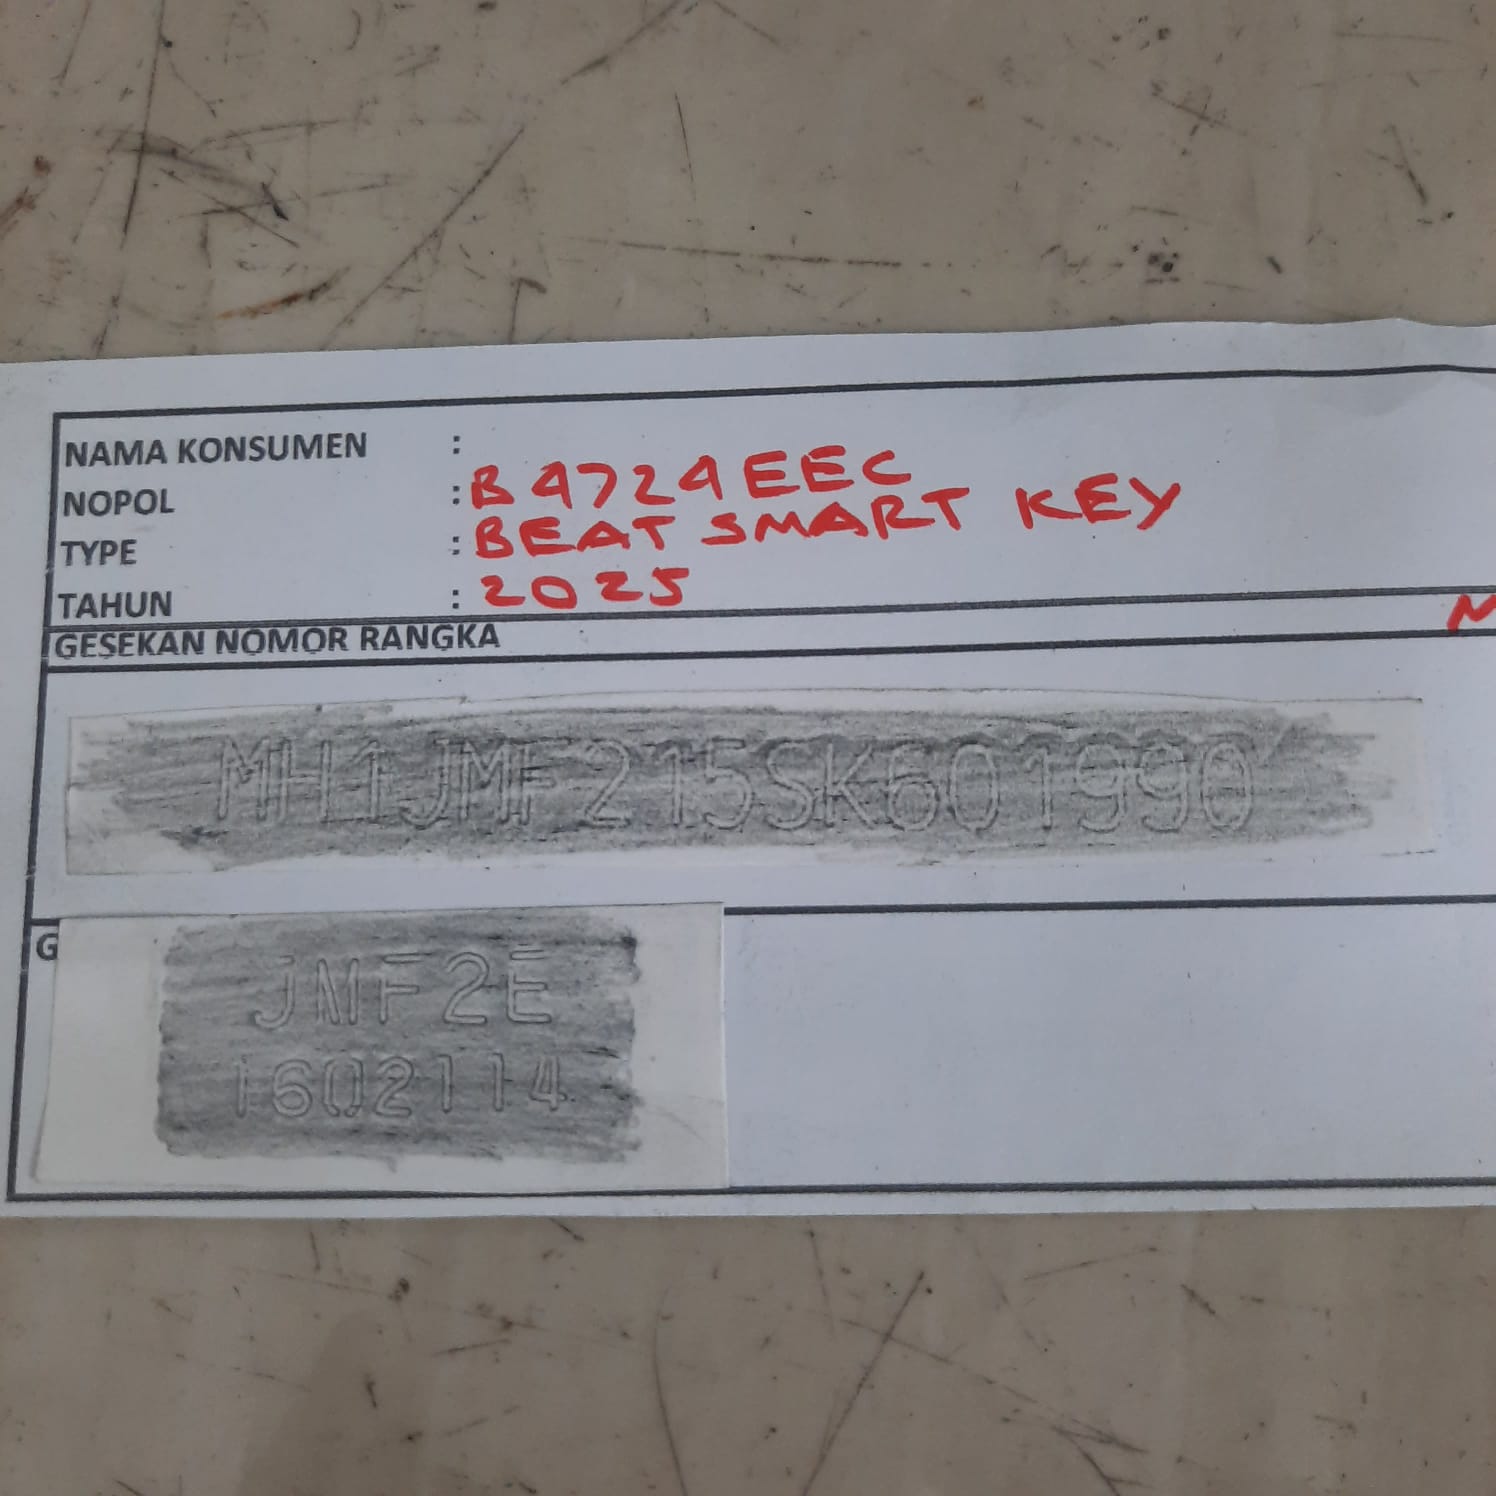 NAMA KONSUMEN :
NOPOL : B 4724 EEC
TYPE : BEAT SMART KEY
TAHUN : 2025
GESEKAN NOMOR RANGKA
MH1JMF215SK601990
G
JMF2E
1602114